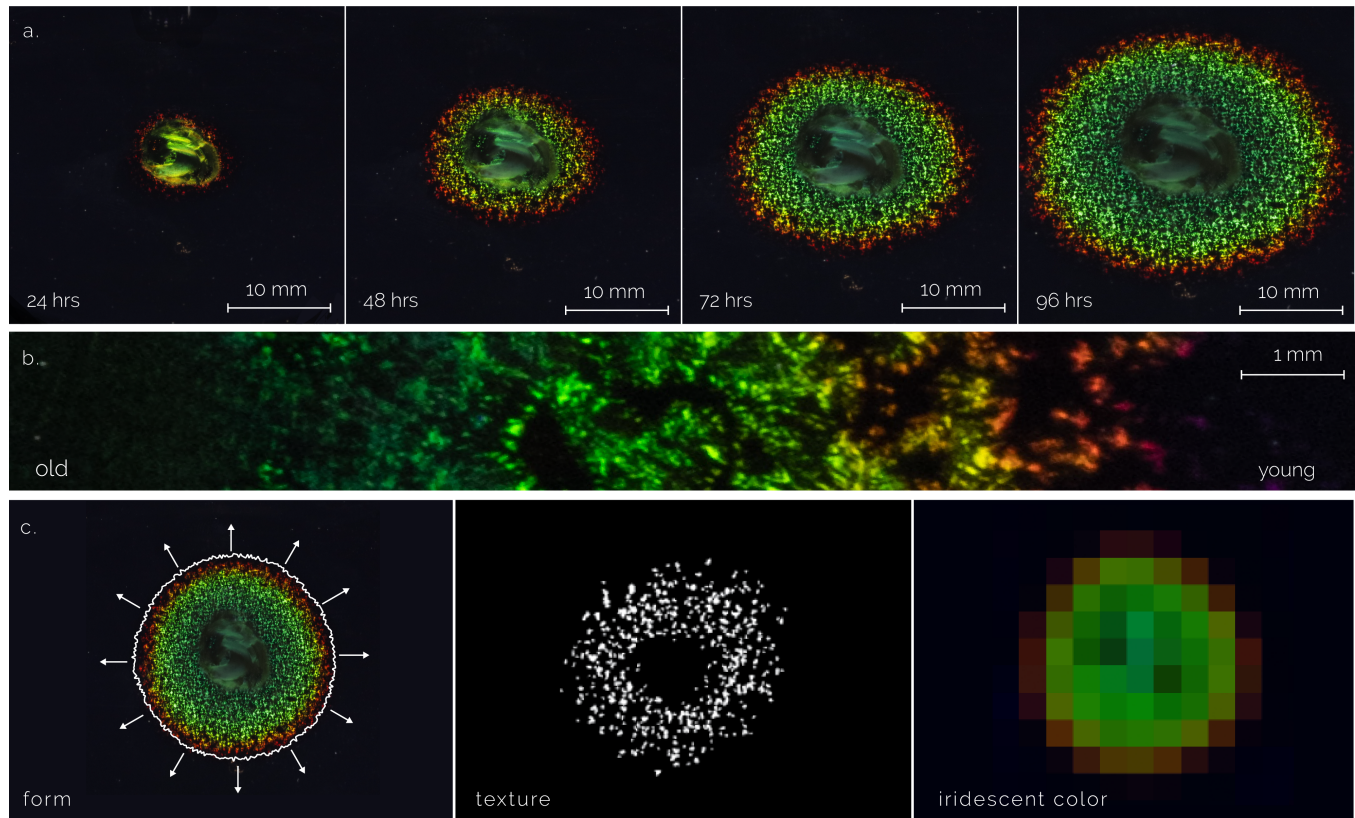 a.
24 hrs
10 mm
48 hrs
10 mm
72 hrs
10 mm
96 hrs
10 mm
b.
1 mm
old
young
c.
form
texture
iridescent color